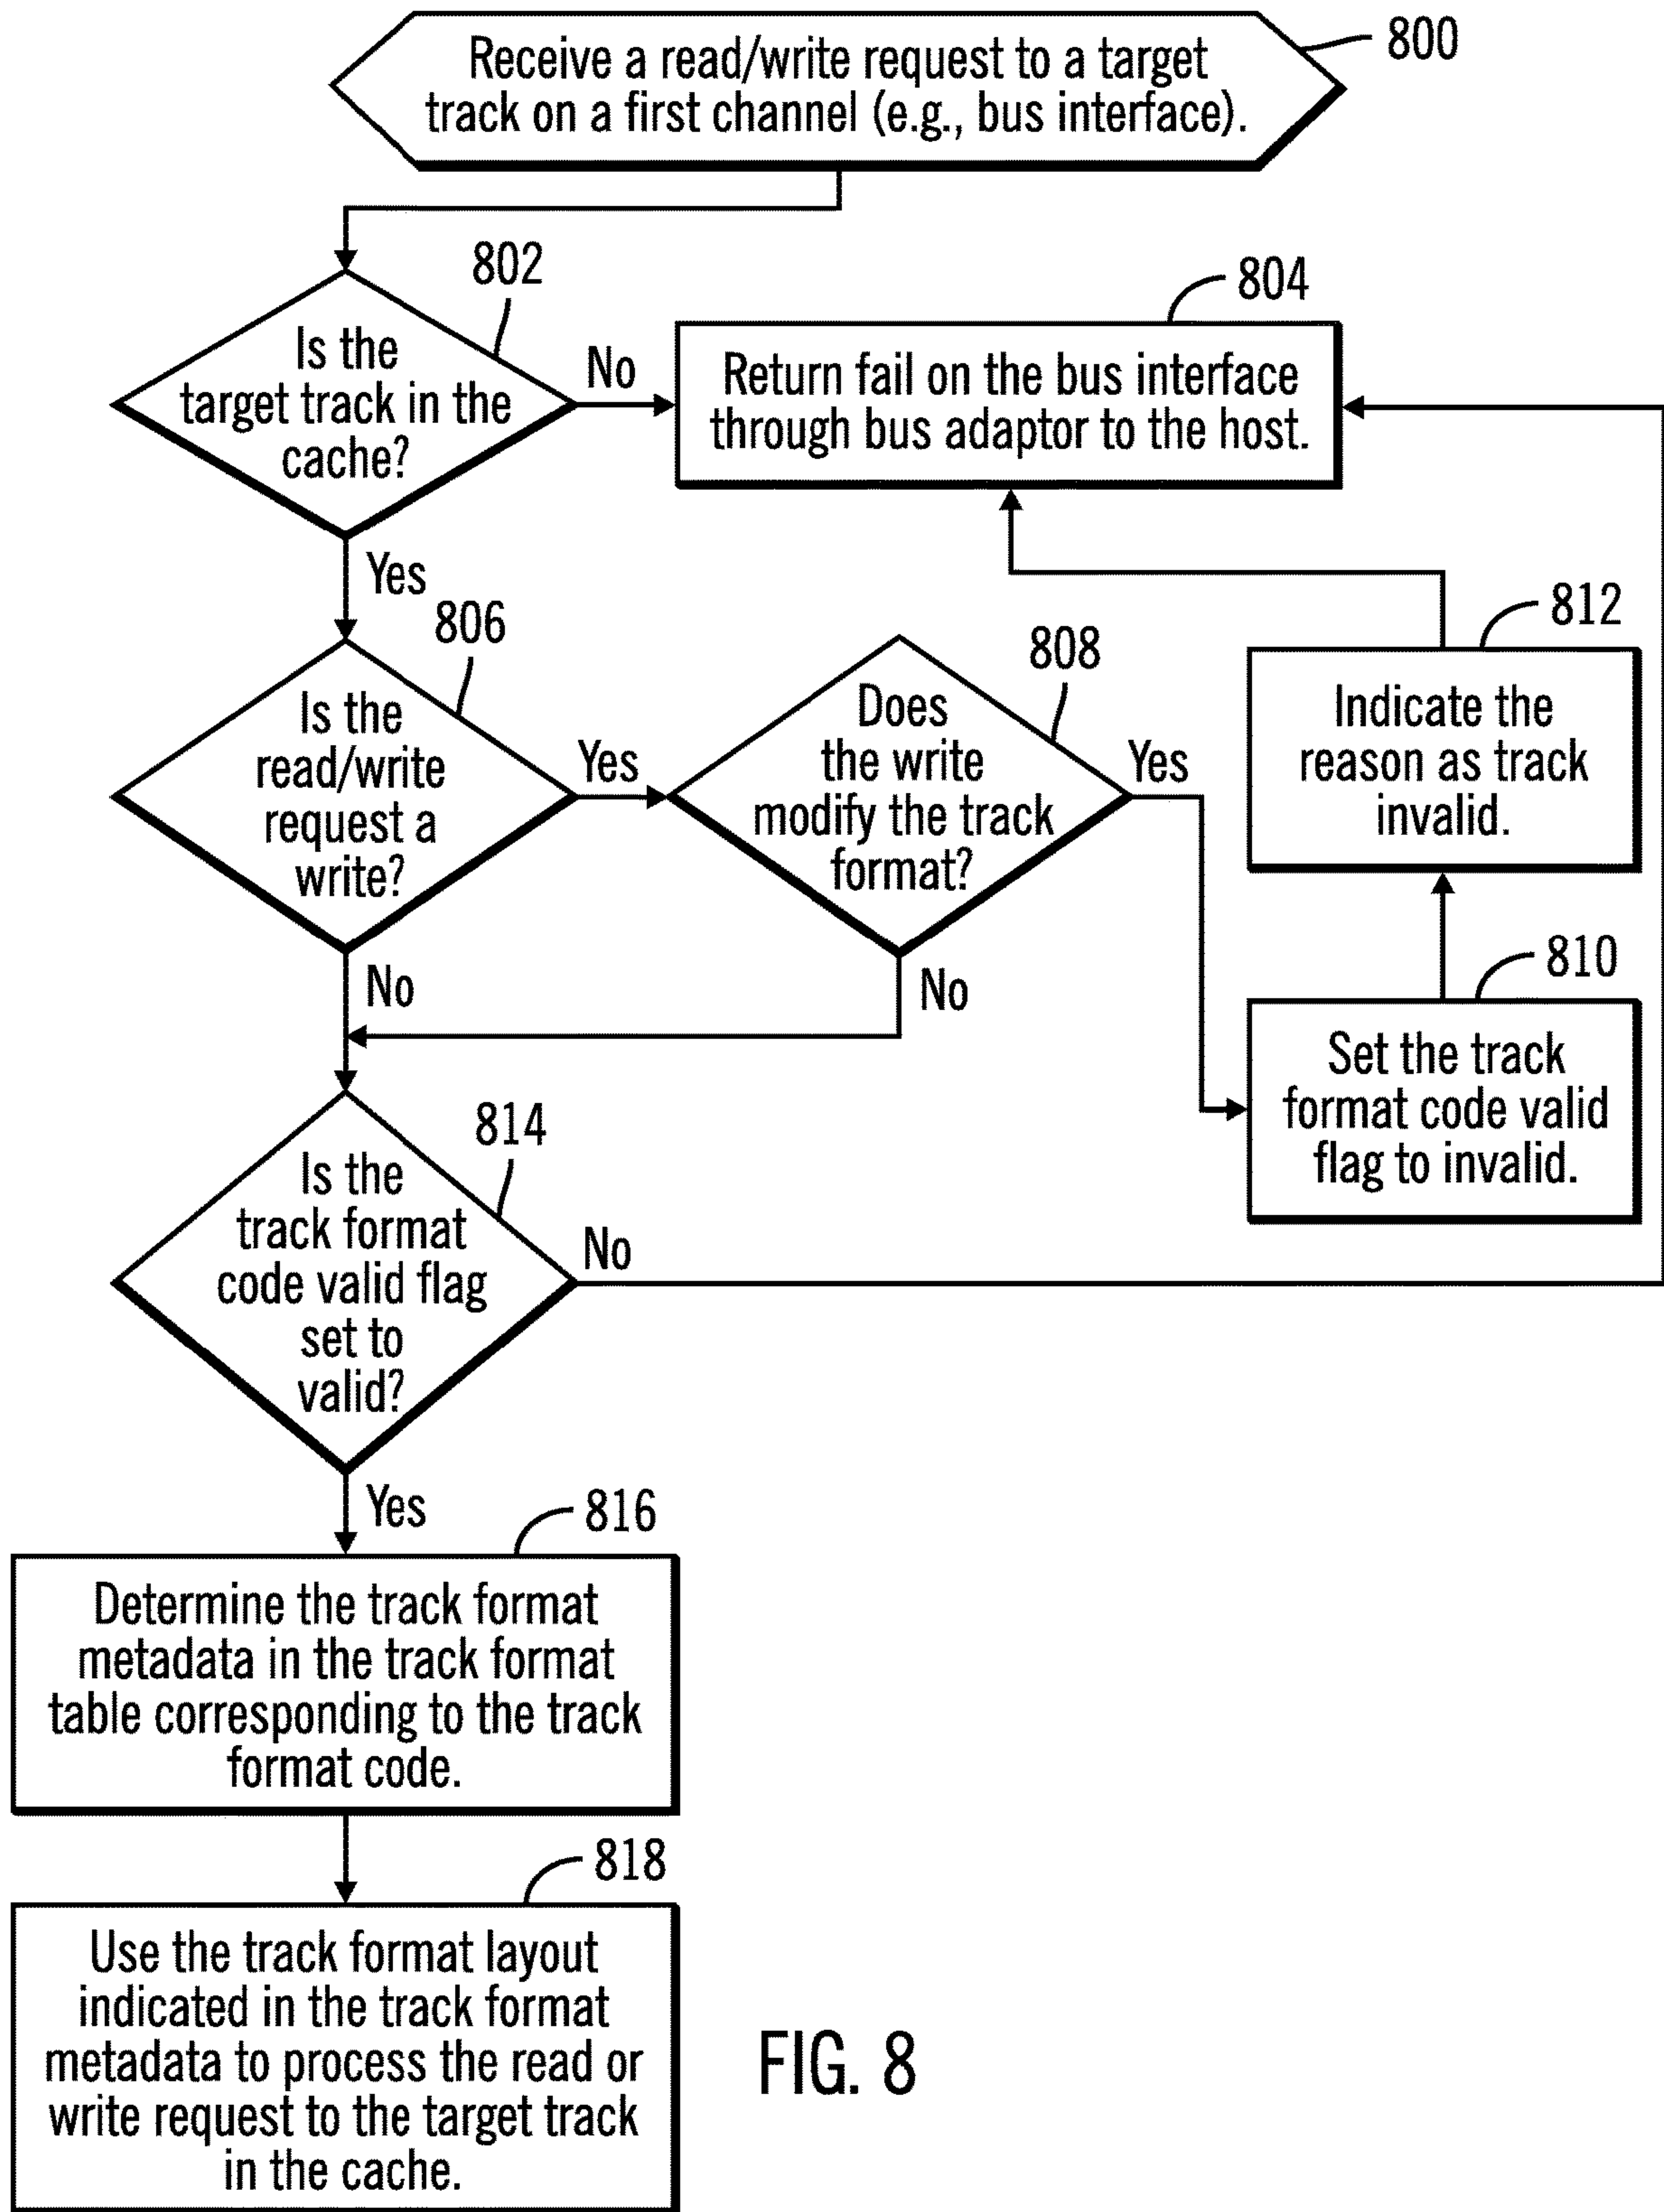 Receive a read/write request to a target
track on a first channel (e.g., bus interface).
800
802
Is the
target track in the
cache?
No
804
Return fail on the bus interface
through bus adaptor to the host.
Yes
806
Is the
read/write
request a
write?
Yes
808
Does
the write
modify the track
format?
Yes
812
Indicate the
reason as track
invalid.
No
No
810
Set the track
format code valid
flag to invalid.
814
Is the
track format
code valid flag
set to
valid?
No
Yes
816
Determine the track format
metadata in the track format
table corresponding to the track
format code.
818
Use the track format layout
indicated in the track format
metadata to process the read or
write request to the target track
in the cache.
FIG. 8